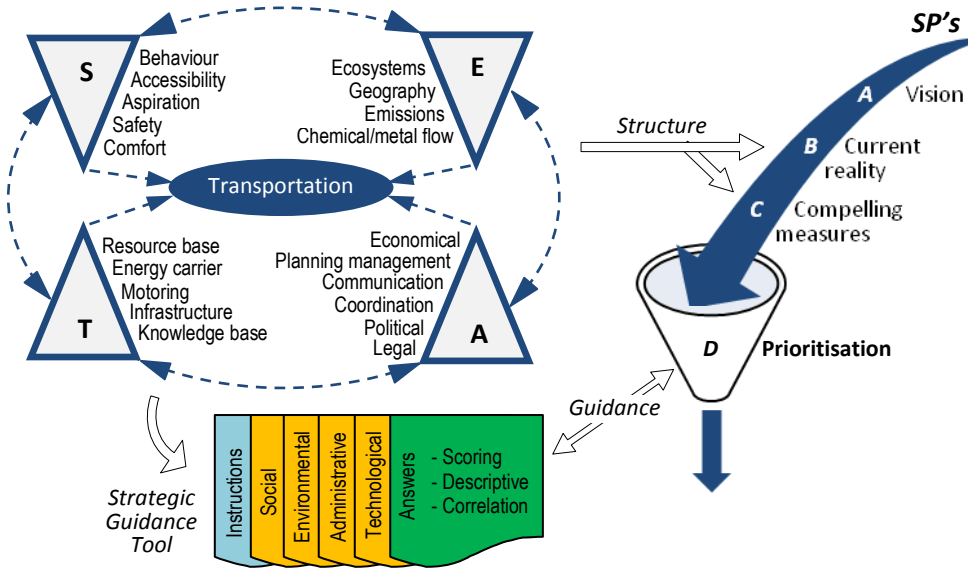 S
Behaviour
Accessibility
Aspiration
Safety
Comfort
E
Ecosystems
Geography
Emissions
Chemical/metal flow
Transportation
T
Resource base
Energy carrier
Motoring
Infrastructure
Knowledge base
A
Economical
Planning management
Communication
Coordination
Political
Legal
Structure
SP's
A
Vision
B
Current
reality
C
Compelling
measures
D
Prioritisation
Guidance
Strategic
Guidance
Tool
Instructions
Social
Environmental
Administrative
Technological
Answers
- Scoring
- Descriptive
- Correlation